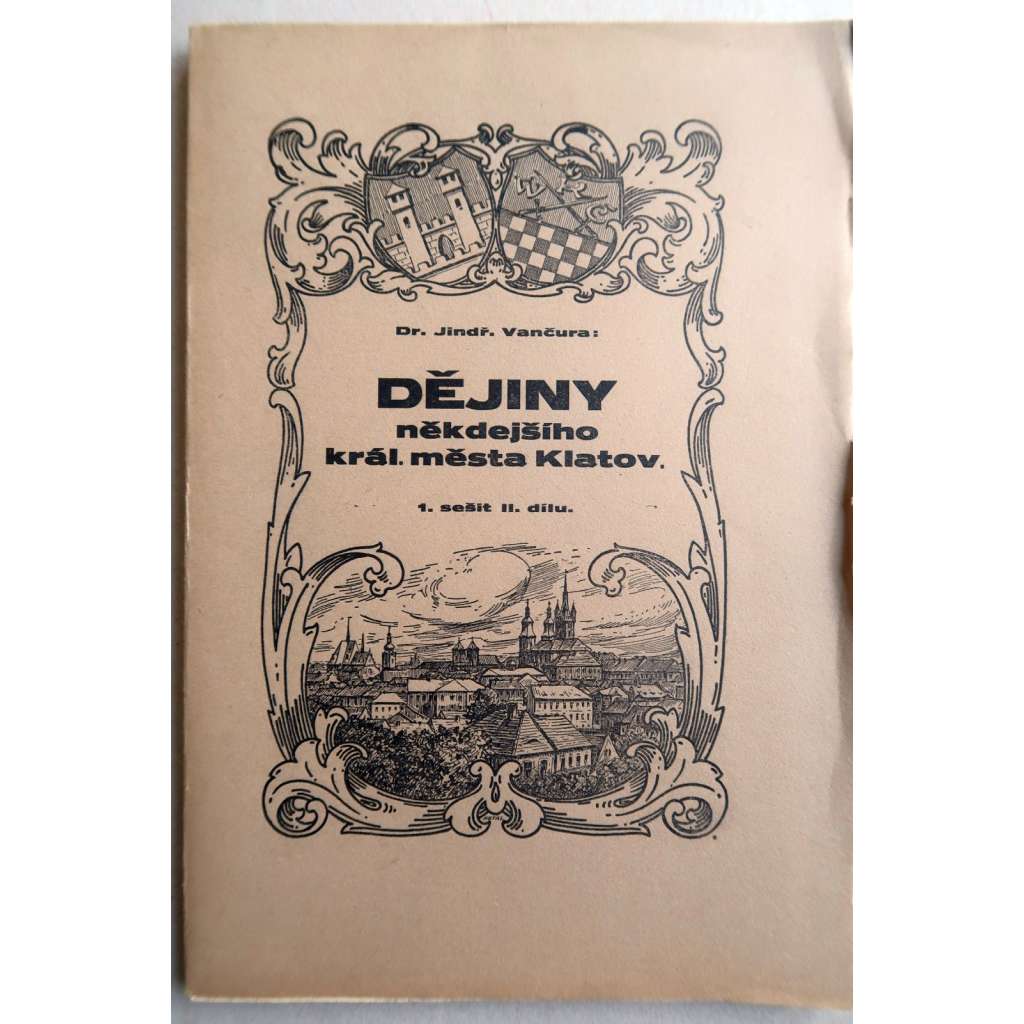 Dr. Jindř. Vančura:
DĚJINY
někdejšího
král. města Klatov.
1. sešit II. dílu.